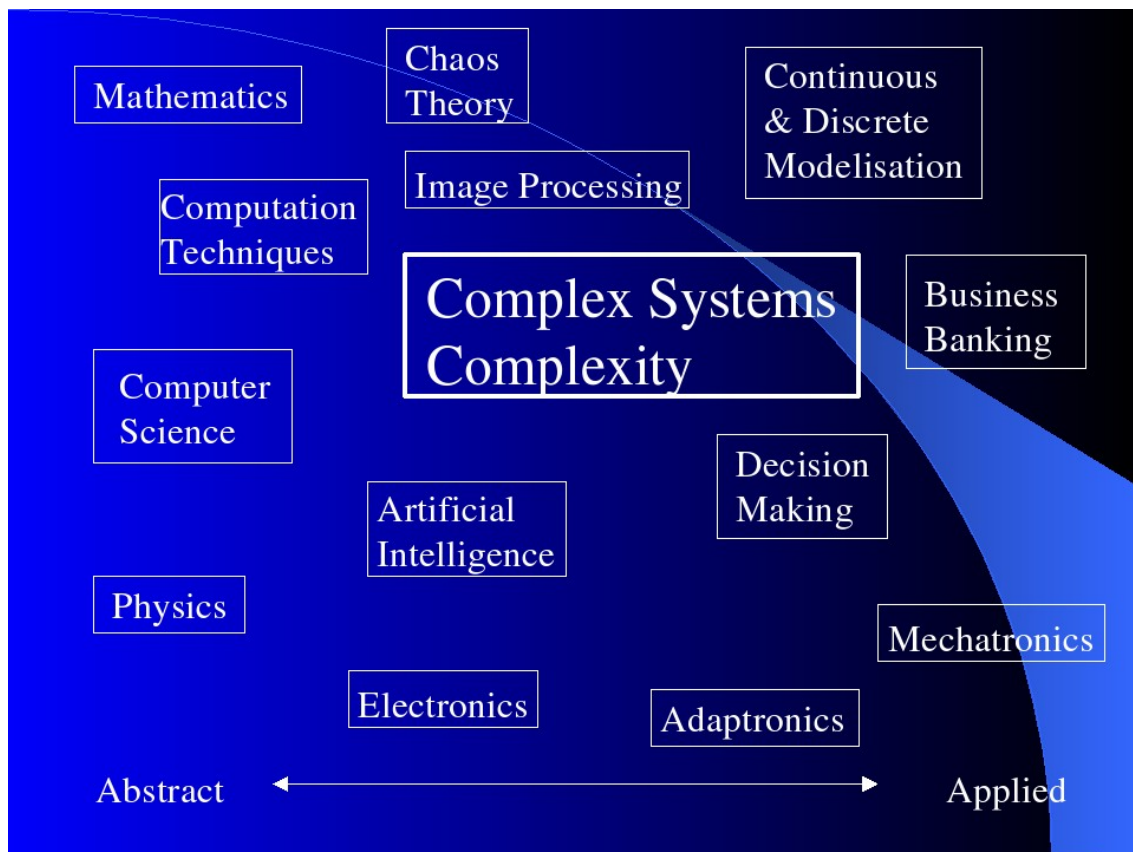 Mathematics
Chaos
Theory
Continuous
& Discrete
Modelisation
Image Processing
Computation
Techniques
Complex Systems
Complexity
Business
Banking
Computer
Science
Decision
Making
Artificial
Intelligence
Physics
Mechatronics
Electronics
Adaptronics
Abstract
Applied